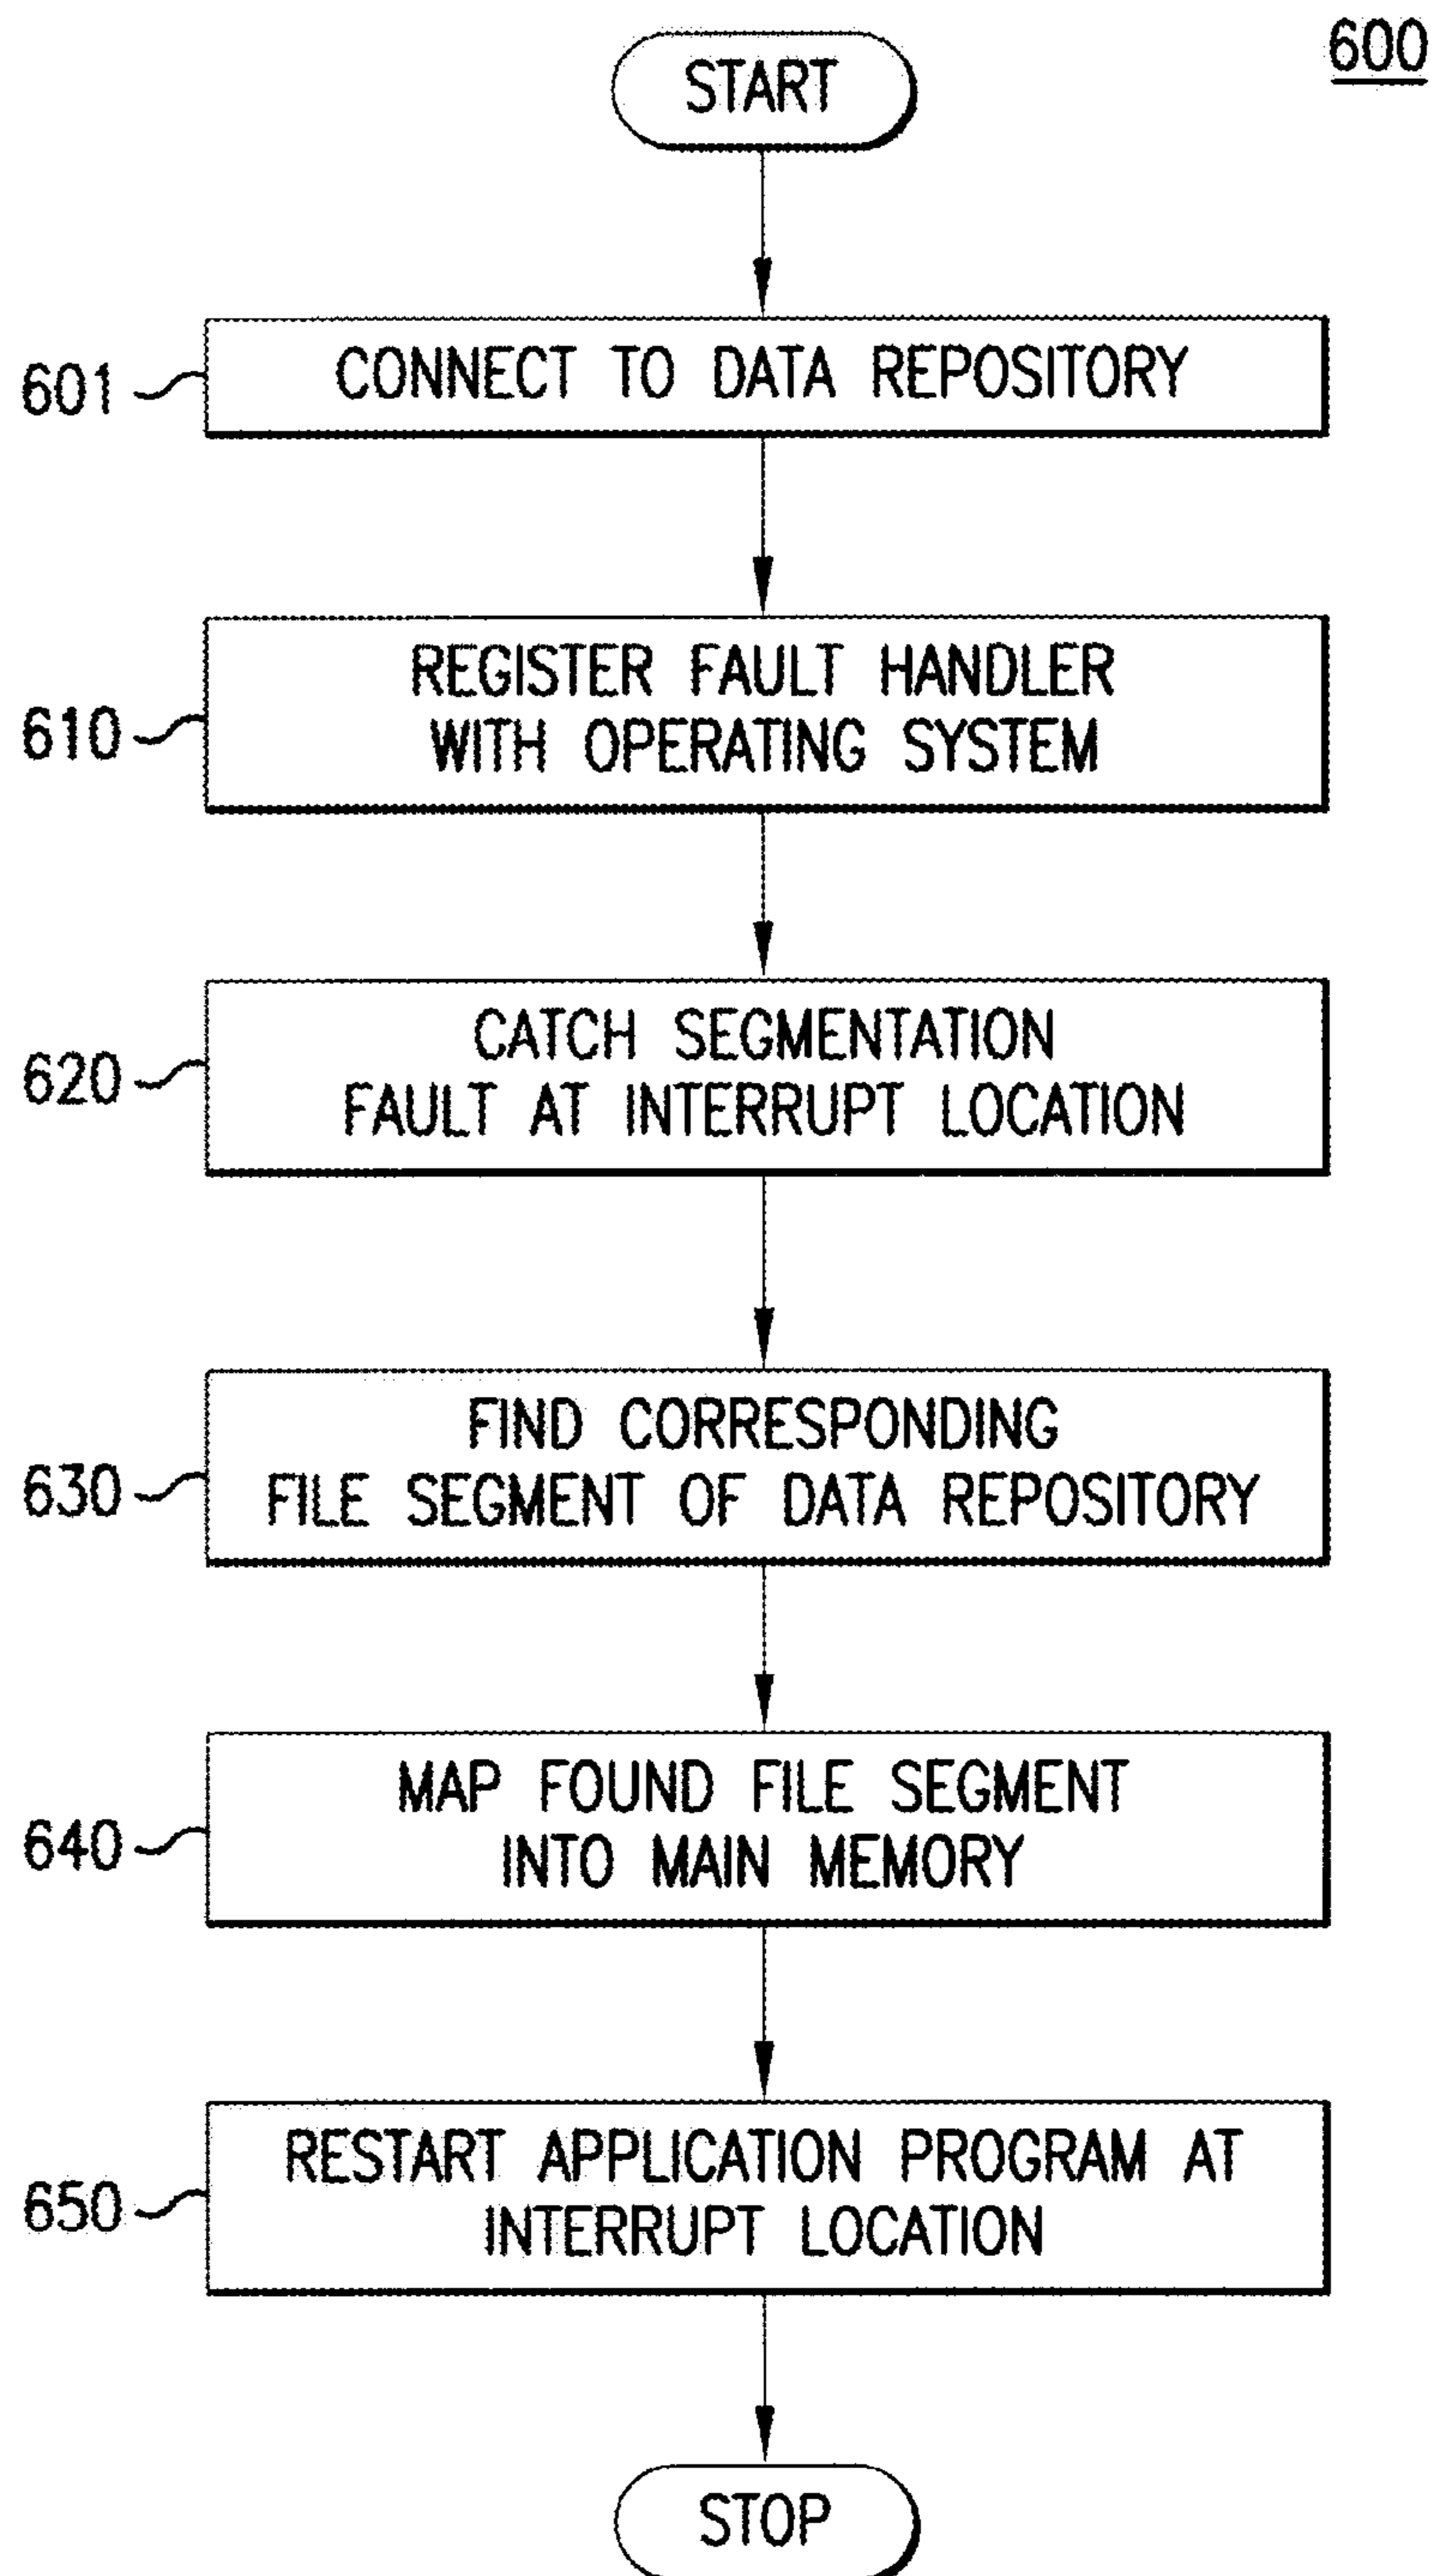 600
START
601
CONNECT TO DATA REPOSITORY
610
REGISTER FAULT HANDLER
WITH OPERATING SYSTEM
620
CATCH SEGMENTATION
FAULT AT INTERRUPT LOCATION
630
FIND CORRESPONDING
FILE SEGMENT OF DATA REPOSITORY
640
MAP FOUND FILE SEGMENT
INTO MAIN MEMORY
650
RESTART APPLICATION PROGRAM AT
INTERRUPT LOCATION
STOP